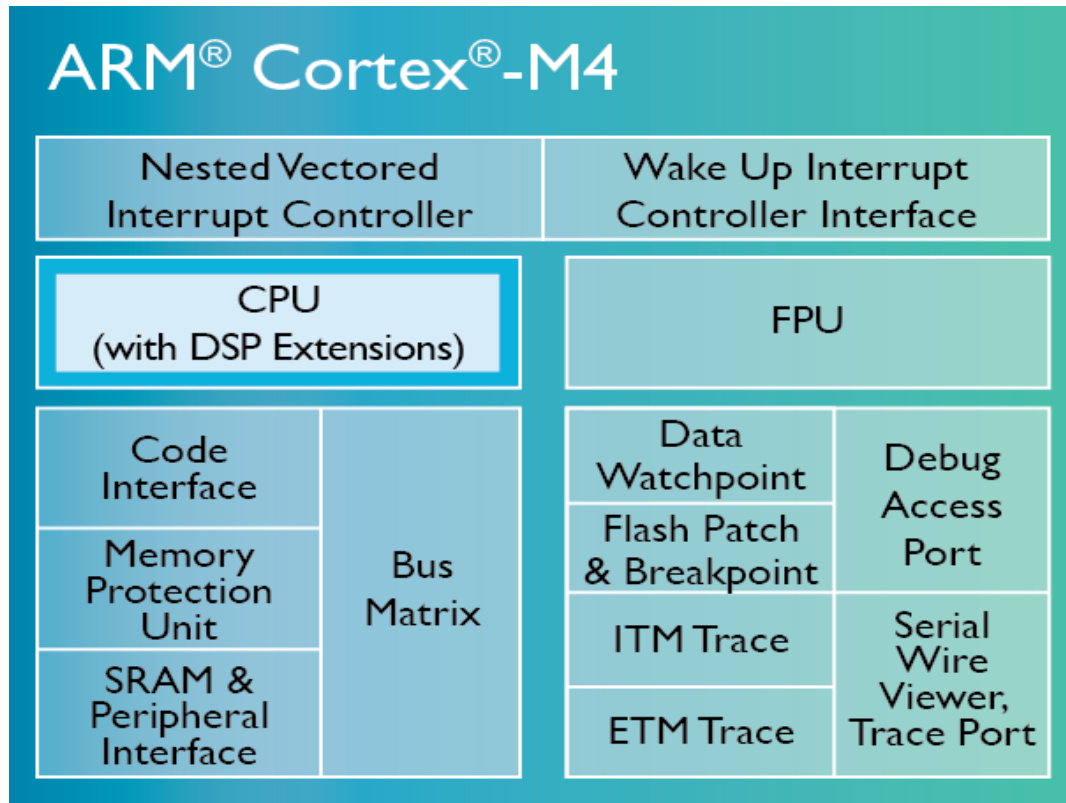 ARM® Cortex®-M4
Nested Vectored
Interrupt Controller
Wake Up Interrupt
Controller Interface
CPU
(with DSP Extensions)
FPU
Code
Interface
Memory
Protection
Unit
SRAM &
Peripheral
Interface
Bus
Matrix
Data
Watchpoint
Flash Patch
& Breakpoint
ITM Trace
ETM Trace
Debug
Access
Port
Serial
Wire
Viewer,
Trace Port